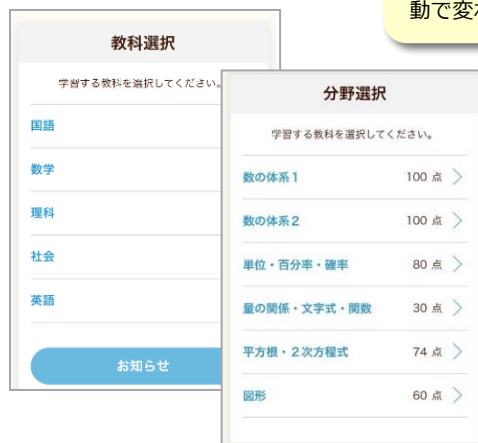 動で変わ
教科選択
学習する教科を選択してください。
国語
数学
理科
社会
英語
お知らせ
分野選択
学習する教科を選択してください。
数の体系1 100 点
数の体系2 100 点
単位・百分率・確率 80 点
量の関係・文字式・関数 30 点
平方根・2次方程式 74 点
図形 60 点